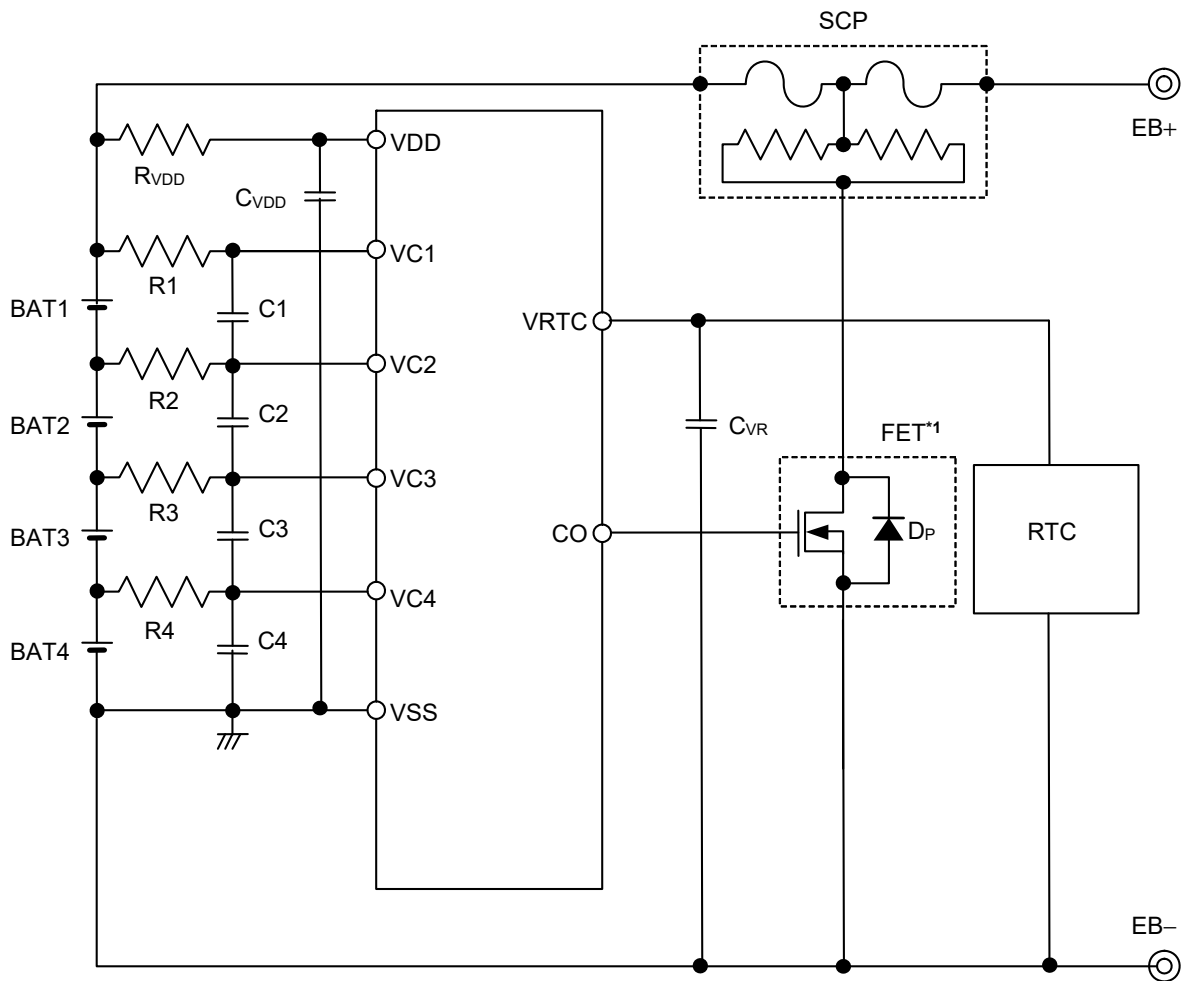 SCP
EB+
VDD
RVDD
CVDD
VC1
R1
BAT1
C1
VRTC
VC2
R2
C2
BAT2
CVR
FET*1
VC3
R3
C3
BAT3
CO
DP
RTC
VC4
R4
C4
BAT4
VSS
EB−